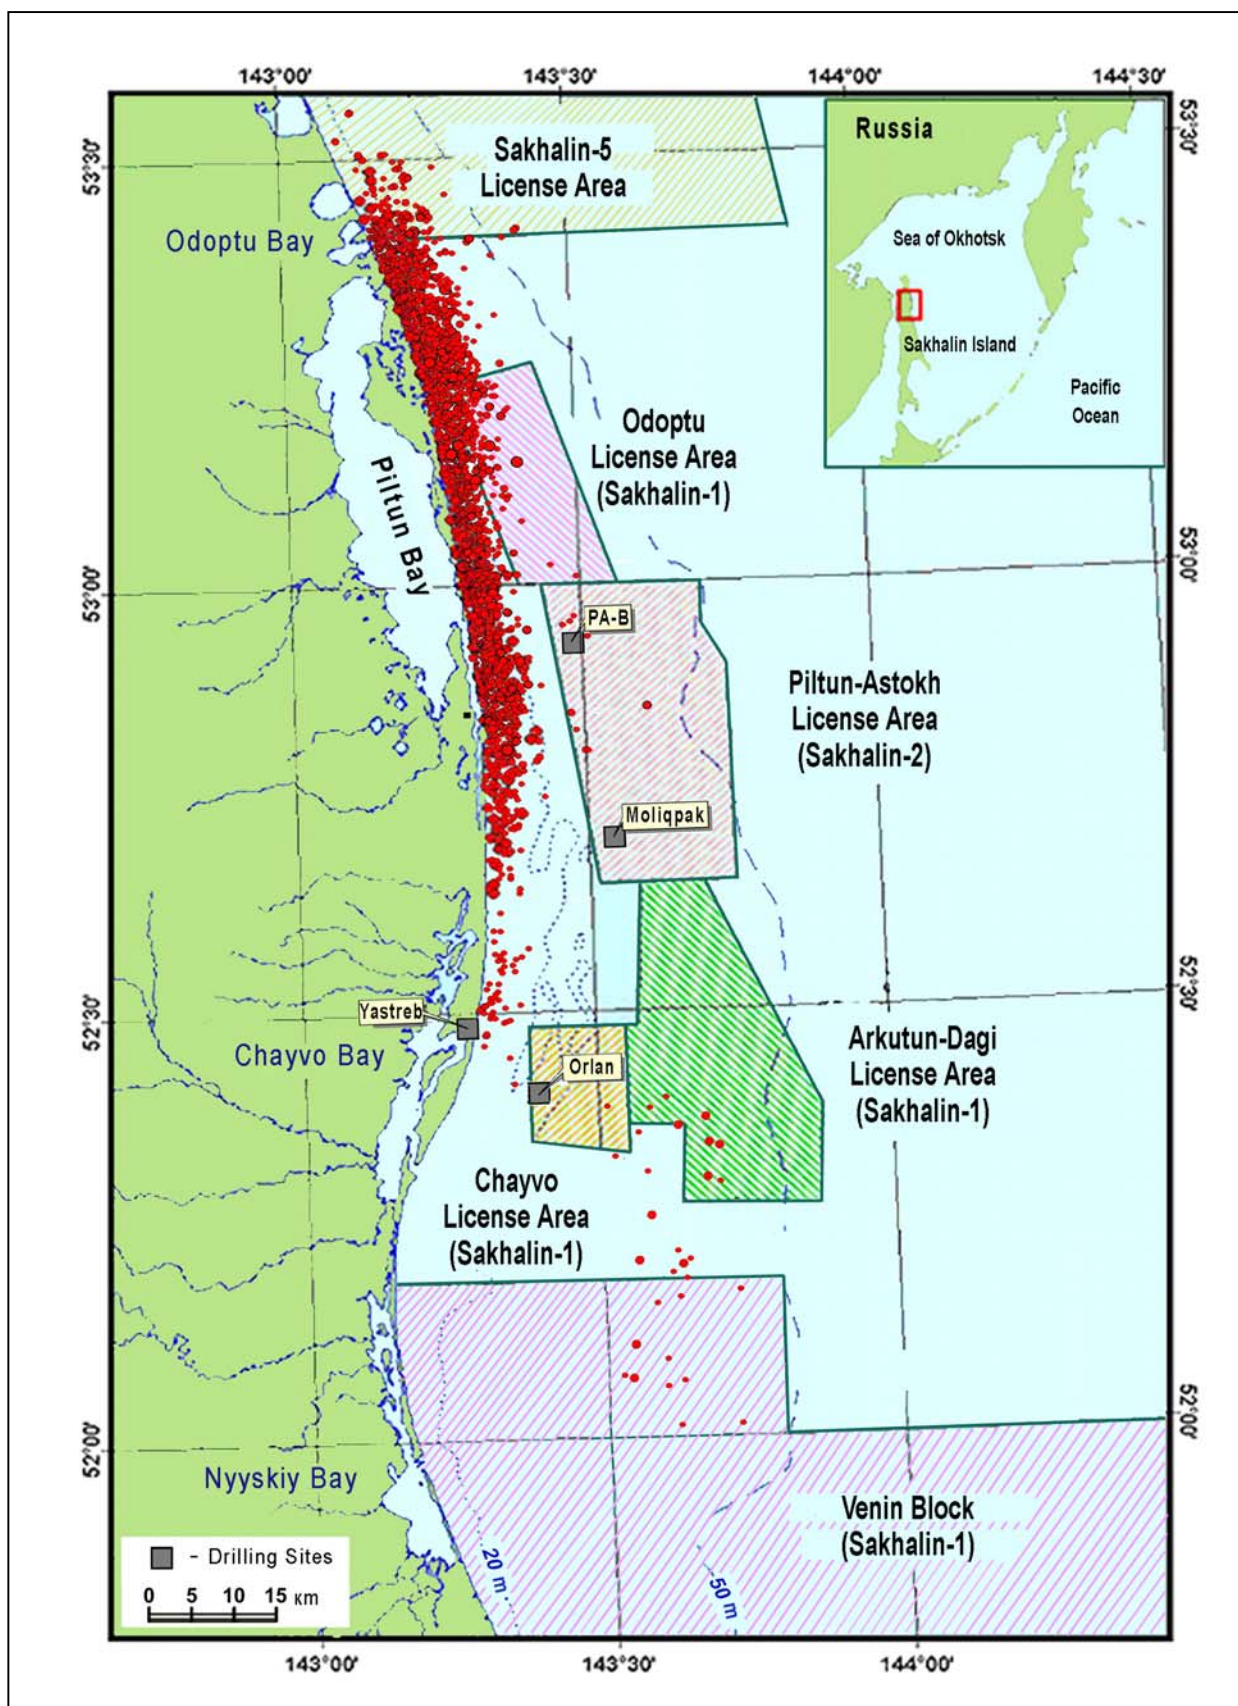 143°00'
143°30'
144°00'
144°30'
53°30'
53°30'
Russia
Sea of Okhotsk
Sakhalin Island
Pacific
Ocean
Sakhalin-5
License Area
Odoptu Bay
Odoptu
License Area
(Sakhalin-1)
Piltun Bay
53°00'
53°00'
PA-B
Piltun-Astokh
License Area
(Sakhalin-2)
Moliqpak
52°30'
52°30'
Yastreb
Chayvo Bay
Orlan
Arkutun-Dagi
License Area
(Sakhalin-1)
Chayvo
License Area
(Sakhalin-1)
52°00'
52°00'
Nyyskiy Bay
Venin Block
(Sakhalin-1)
20 m
50 m
- Drilling Sites
0 5 10 15 км
143°00'
143°30'
144°00'